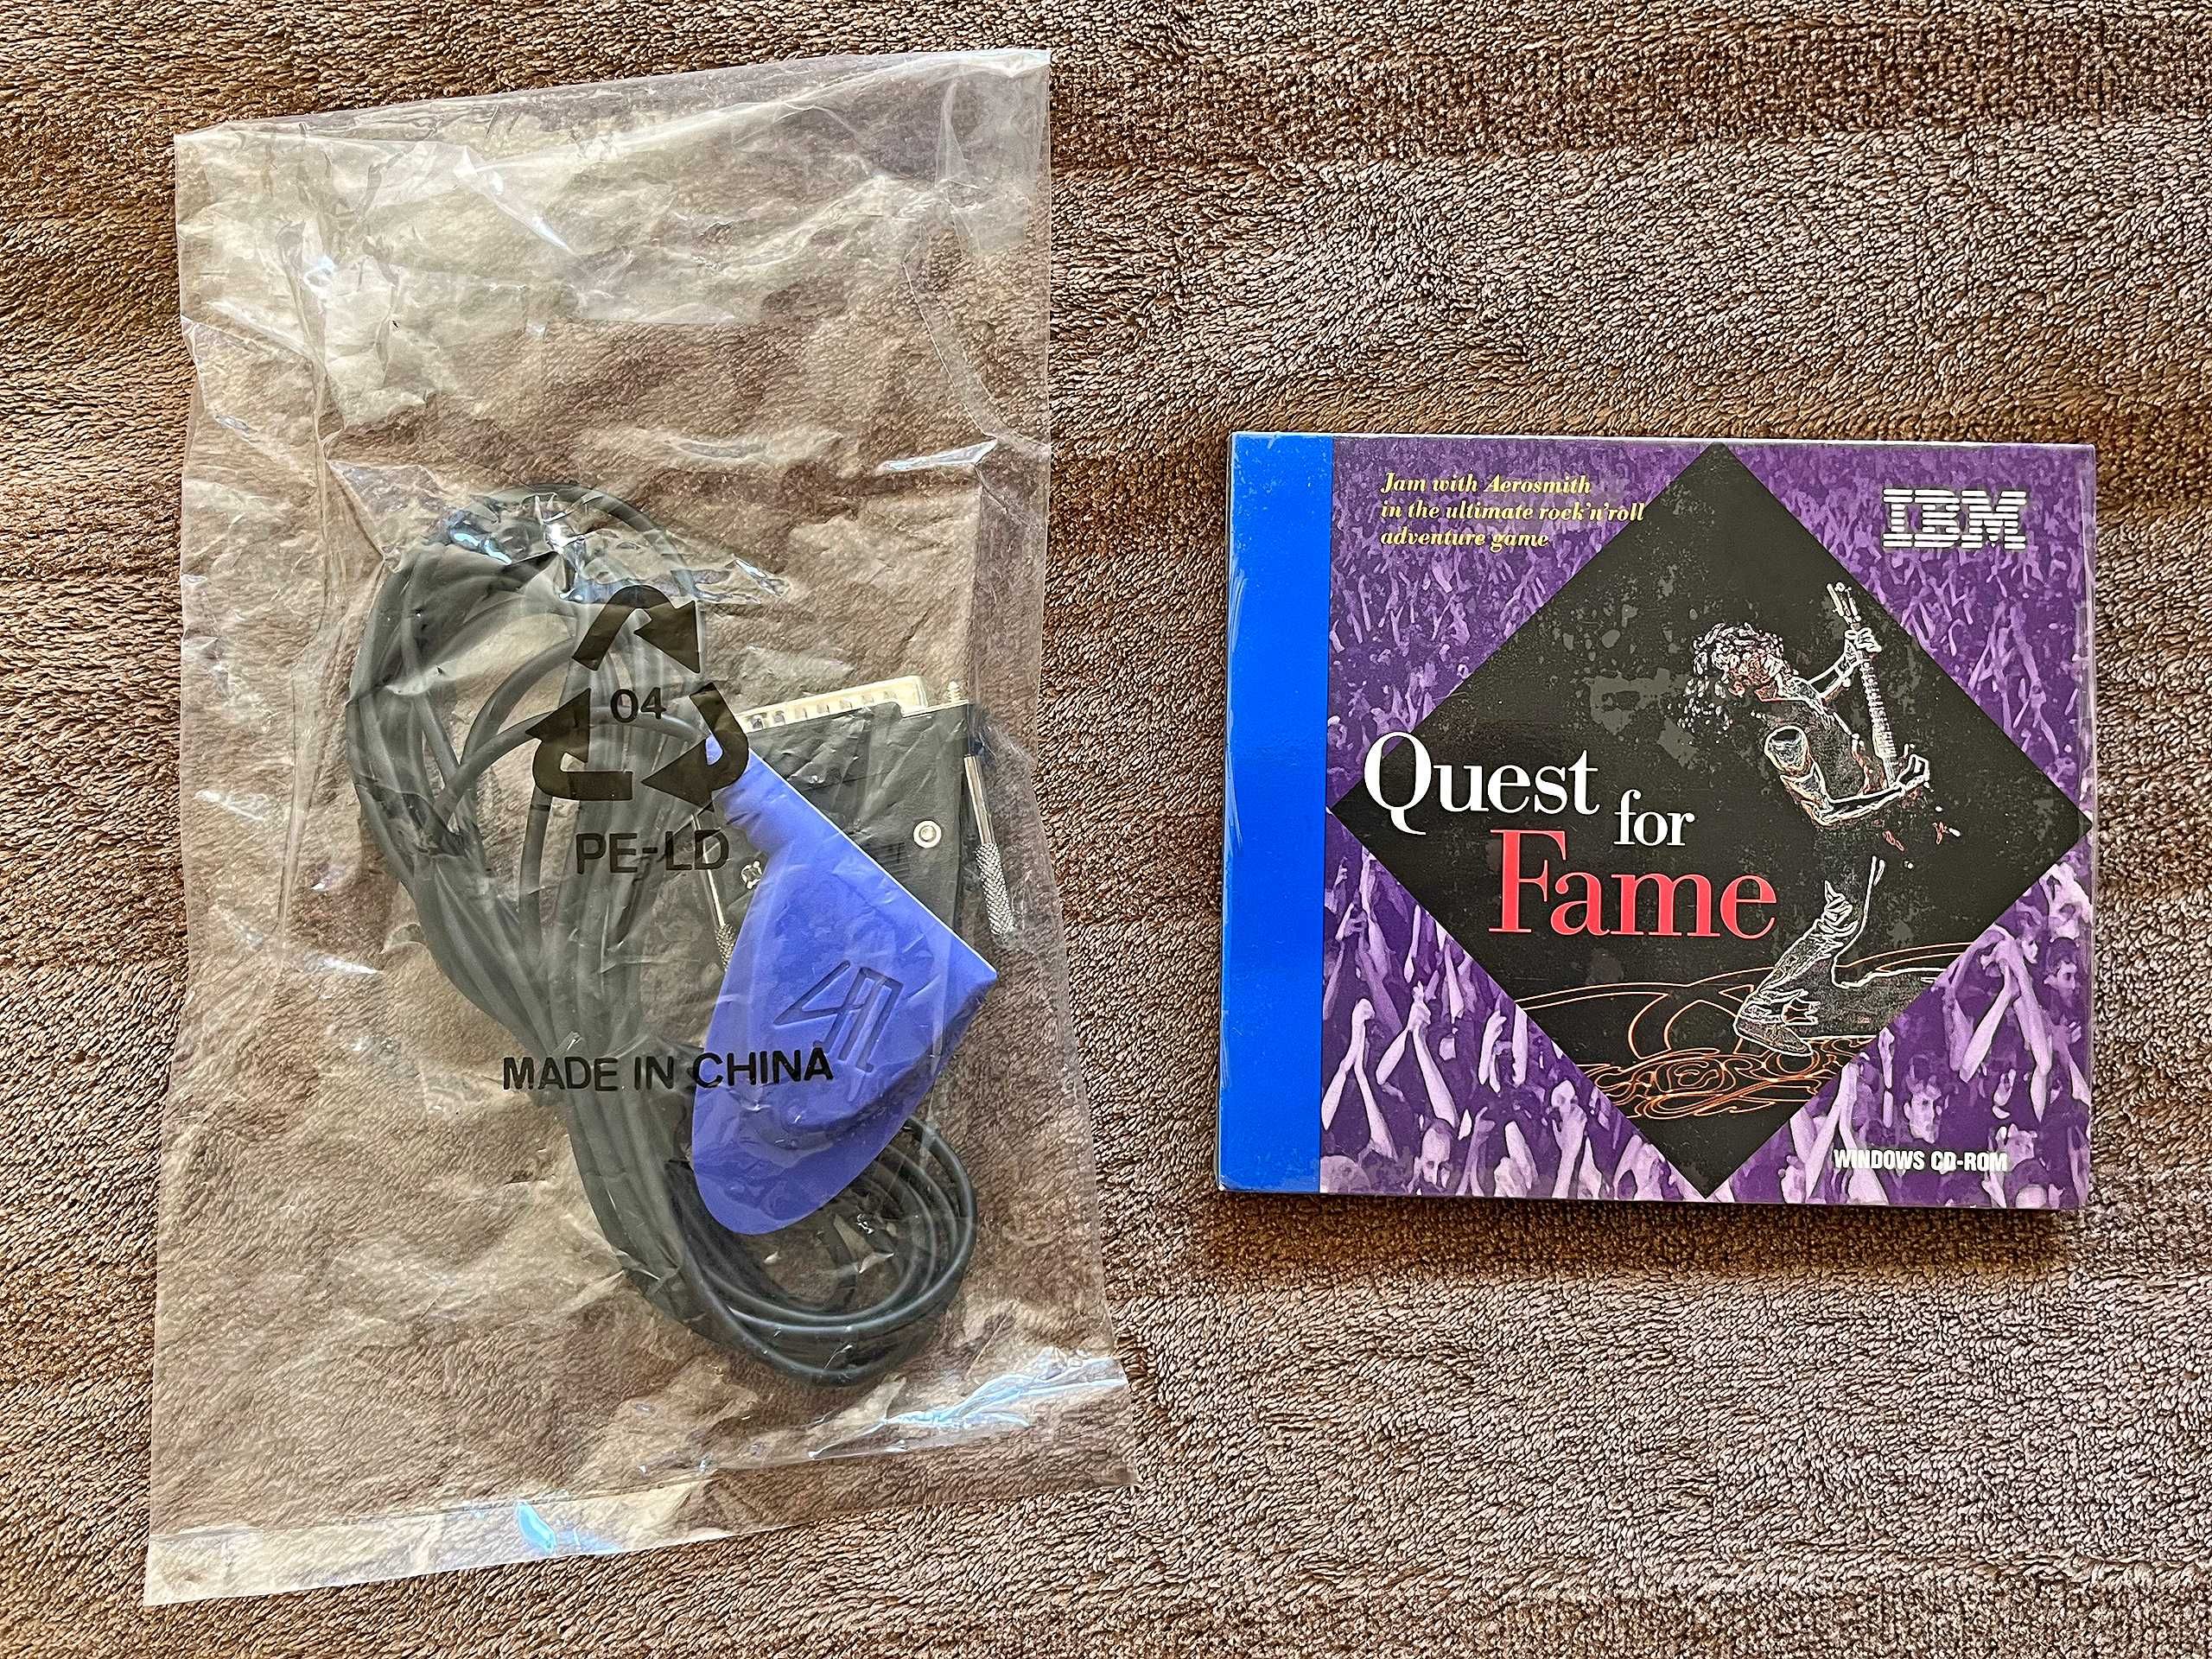 04
PE-LD
MADE IN CHINA
Jam with Aerosmith
in the ultimate rock'n'roll
adventure game
IBM
Quest for
Fame
WINDOWS CD-ROM